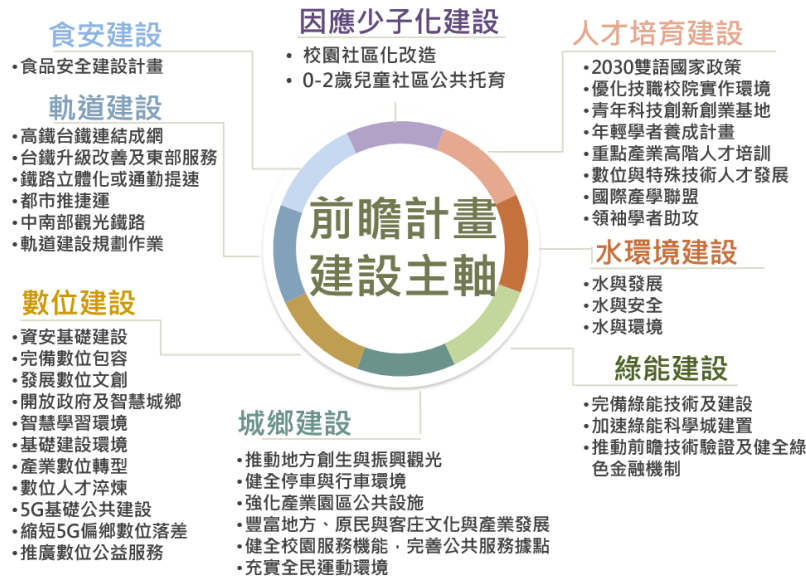 因應少子化建設
• 校園社區化改造
• 0-2歲兒童社區公共托育
食安建設
•食品安全建設計畫
軌道建設
•高鐵台鐵連結成網
•台鐵升級改善及東部服務
•鐵路立體化或通勤提速
•都市推捷運
•中南部觀光鐵路
•軌道建設規劃作業
數位建設
•資安基礎建設
•完備數位包容
•發展數位文創
•開放政府及智慧城鄉
•智慧學習環境
•基礎建設環境
•產業數位轉型
•數位人才淬煉
•5G基礎公共建設
•縮短5G偏鄉數位落差
•推廣數位公益服務
前瞻計畫
建設主軸
城鄉建設
•推動地方創生與振興觀光
•健全停車與行車環境
•強化產業園區公共設施
•豐富地方、原民與客庄文化與產業發展
•健全校園服務機能，完善公共服務據點
•充實全民運動環境
人才培育建設
•2030雙語國家政策
•優化技職校院實作環境
•青年科技創新創業基地
•年輕學者養成計畫
•重點產業高階人才培訓
•數位與特殊技術人才發展
•國際產學聯盟
•領袖學者助攻
水環境建設
•水與發展
•水與安全
•水與環境
綠能建設
•完備綠能技術及建設
•加速綠能科學城建置
•推動前瞻技術驗證及健全綠
色金融機制